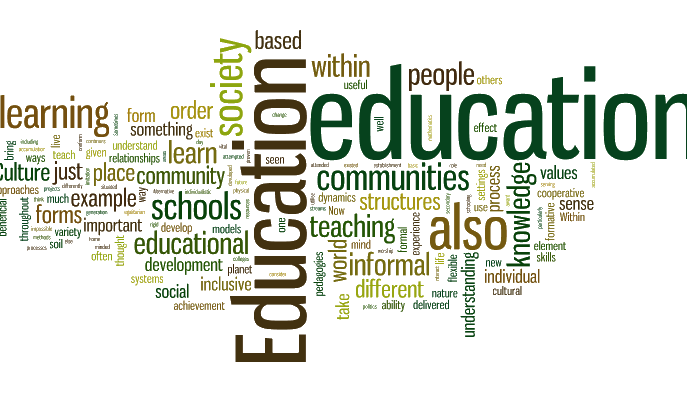 based
society
within
people
others
useful
Education
education
learning
form
order
something
exist
well
effect
change
understand
relationships
learn
seen
bring
live
ways
teach
given
culture
just
place
community
communities
knowledge
values
approaches
example
way
much
settings
process
cooperative
dynamics
structures
use
sense
Now
Within
forms
throughout
important
schools
right
develop
models
one
teaching
also
formative
experience
formal
variety
soil
often
thought
educational
world
mind
informal
element
skills
development
planet
pedagogies
life
flexible
understanding
new
individual
cultural
systems
social
inclusive
different
nature
achievement
take
ability
delivered
politics